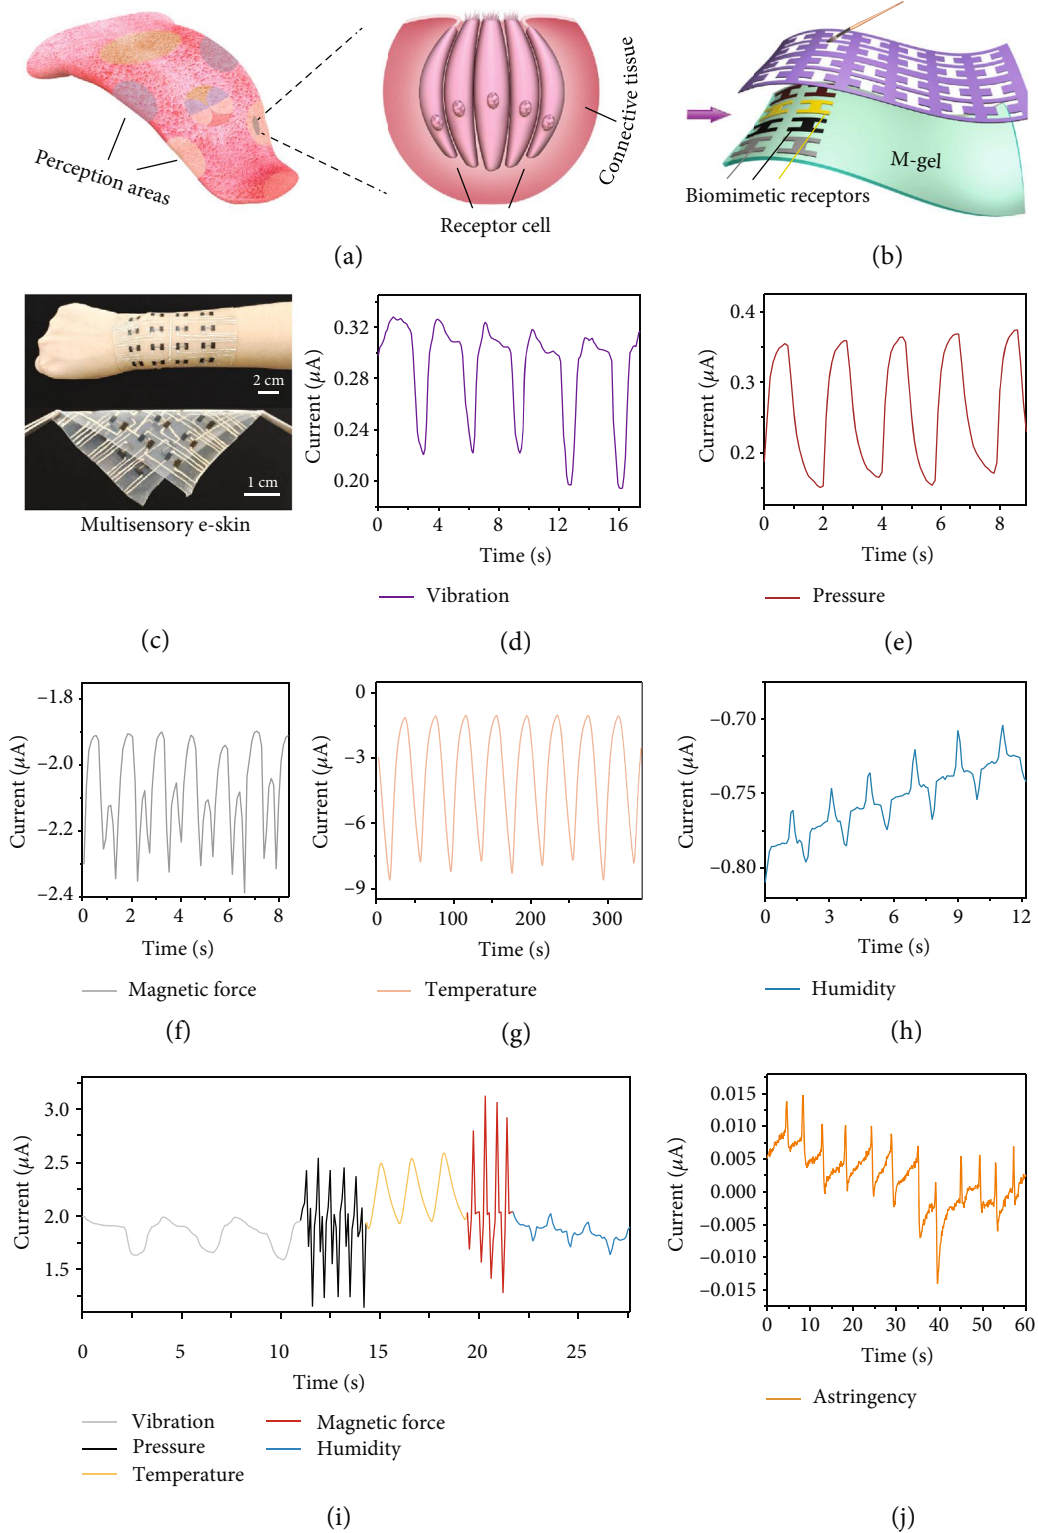 Perception areas
Receptor cell
Connective tissue
(a)
M-gel
Biomimetic receptors
(b)
2 cm
1 cm
Multisensory e-skin
(c)
Current (μA)
0.32
0.28
0.24
0.20
0 4 8 12 16
Time (s)
Vibration
(d)
Current (μA)
0.4
0.3
0.2
0 2 4 6 8
Time (s)
Pressure
(e)
Current (μA)
−1.8
−2.0
−2.2
−2.4
0 2 4 6 8
Time (s)
Magnetic force
(f)
Current (μA)
0
−3
−6
−9
0 100 200 300
Time (s)
Temperature
(g)
Current (μA)
−0.70
−0.75
−0.80
0 3 6 9 12
Time (s)
Humidity
(h)
Current (μA)
3.0
2.5
2.0
1.5
0 5 10 15 20 25
Time (s)
Vibration
Pressure
Temperature
Magnetic force
Humidity
(i)
Current (μA)
0.015
0.010
0.005
0.000
−0.005
−0.010
−0.015
0 10 20 30 40 50 60
Time (s)
Astringency
(j)